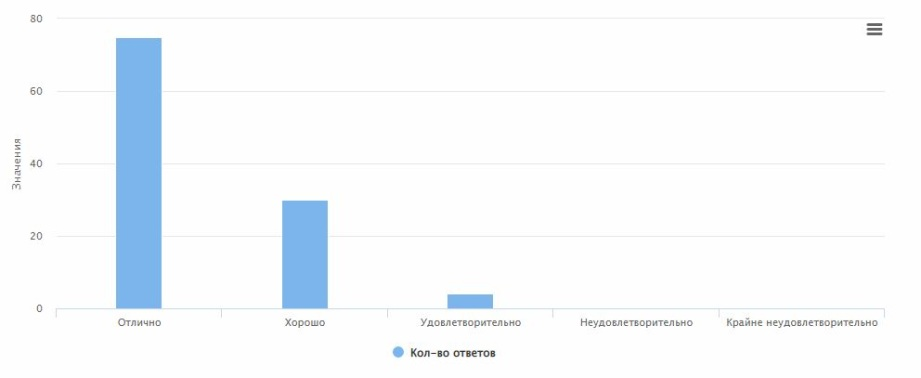 80
60
40
20
0
Значения
Отлично
Хорошо
Удовлетворительно
Неудовлетворительно
Крайне неудовлетворительно
Кол-во ответов